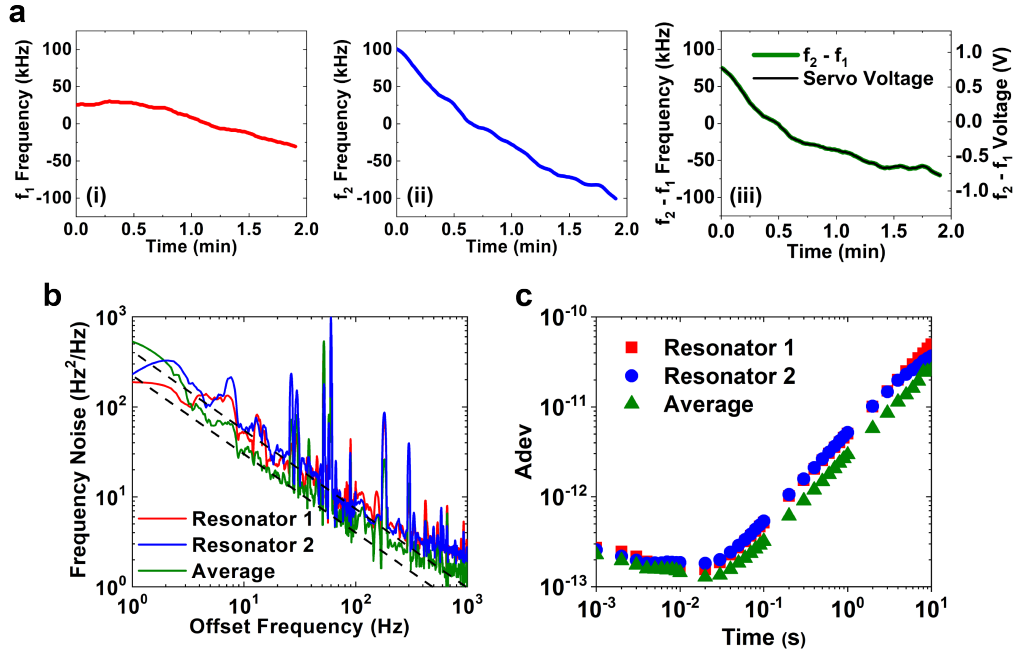 a
100
50
0
-50
-100
f1 Frequency (kHz)
(i)
0.0 0.5 1.0 1.5 2.0
Time (min)
100
50
0
-50
-100
f2 Frequency (kHz)
(ii)
0.0 0.5 1.0 1.5 2.0
Time (min)
100
50
0
-50
-100
f2 - f1 Frequency (kHz)
f2 - f1
Servo Voltage
(iii)
1.0
0.5
0.0
-0.5
-1.0
f2 - f1 Voltage (V)
0.0 0.5 1.0 1.5 2.0
Time (min)
b
10^3
10^2
10^1
10^0
Frequency Noise (Hz^2/Hz)
Resonator 1
Resonator 2
Average
10^0 10^1 10^2 10^3
Offset Frequency (Hz)
c
10^-10
10^-11
10^-12
10^-13
Adev
Resonator 1
Resonator 2
Average
10^-3 10^-2 10^-1 10^0 10^1
Time (s)